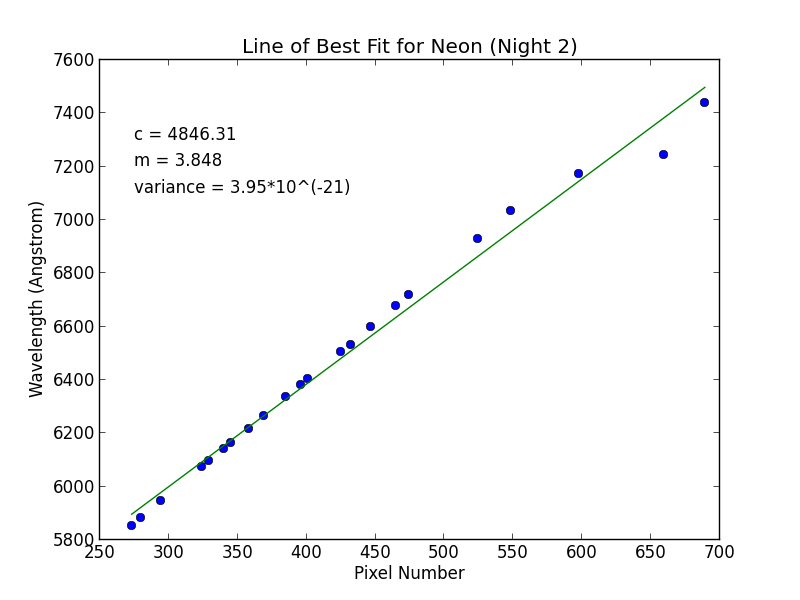 Line of Best Fit for Neon (Night 2)
7600
7400
7200
7000
6800
6600
6400
6200
6000
5800
c = 4846.31
m = 3.848
variance = 3.95*10^(-21)
Wavelength (Angstrom)
250 300 350 400 450 500 550 600 650 700
Pixel Number